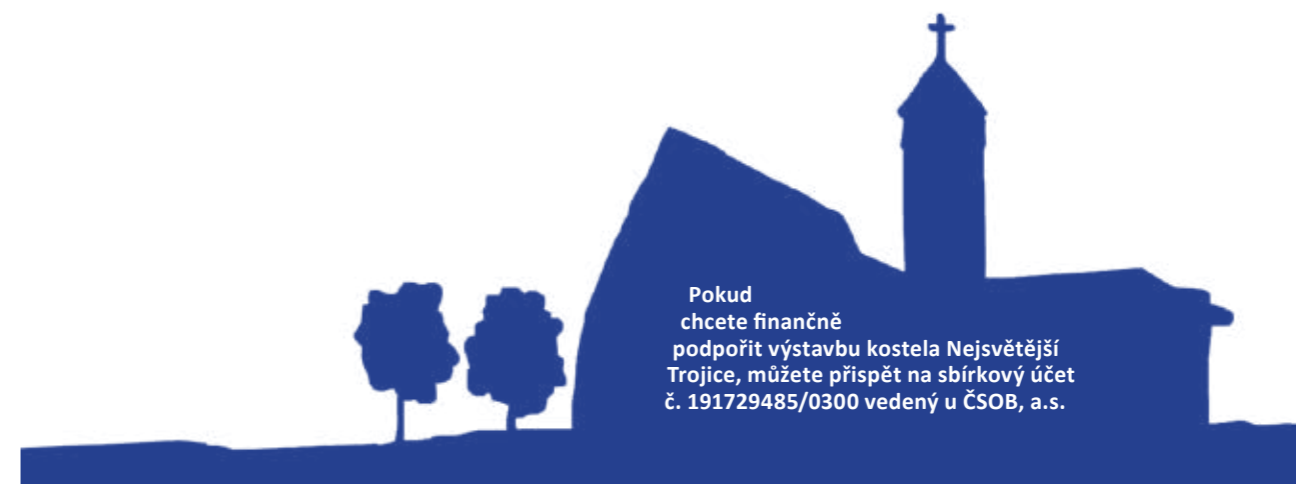 Pokud
chcete finančně
podpořit výstavbu kostela Nejsvětější
Trojice, můžete přispět na sbírkový účet
č. 191729485/0300 vedený u ČSOB, a.s.